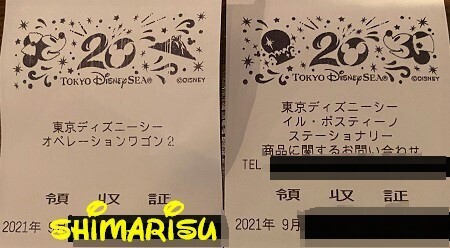 20
TOKYO DISNEYSEA®
©DISNEY
東京ディズニーシー
オペレーションワゴン2
領収証
2021年 9
SHiMARiSU
20
TOKYO DISNEYSEA®
©DISNEY
東京ディズニーシー
イル・ポスティーノ
ステーショナリー
商品に関するお問い合わせ
TEL
領収証
2021年 9月